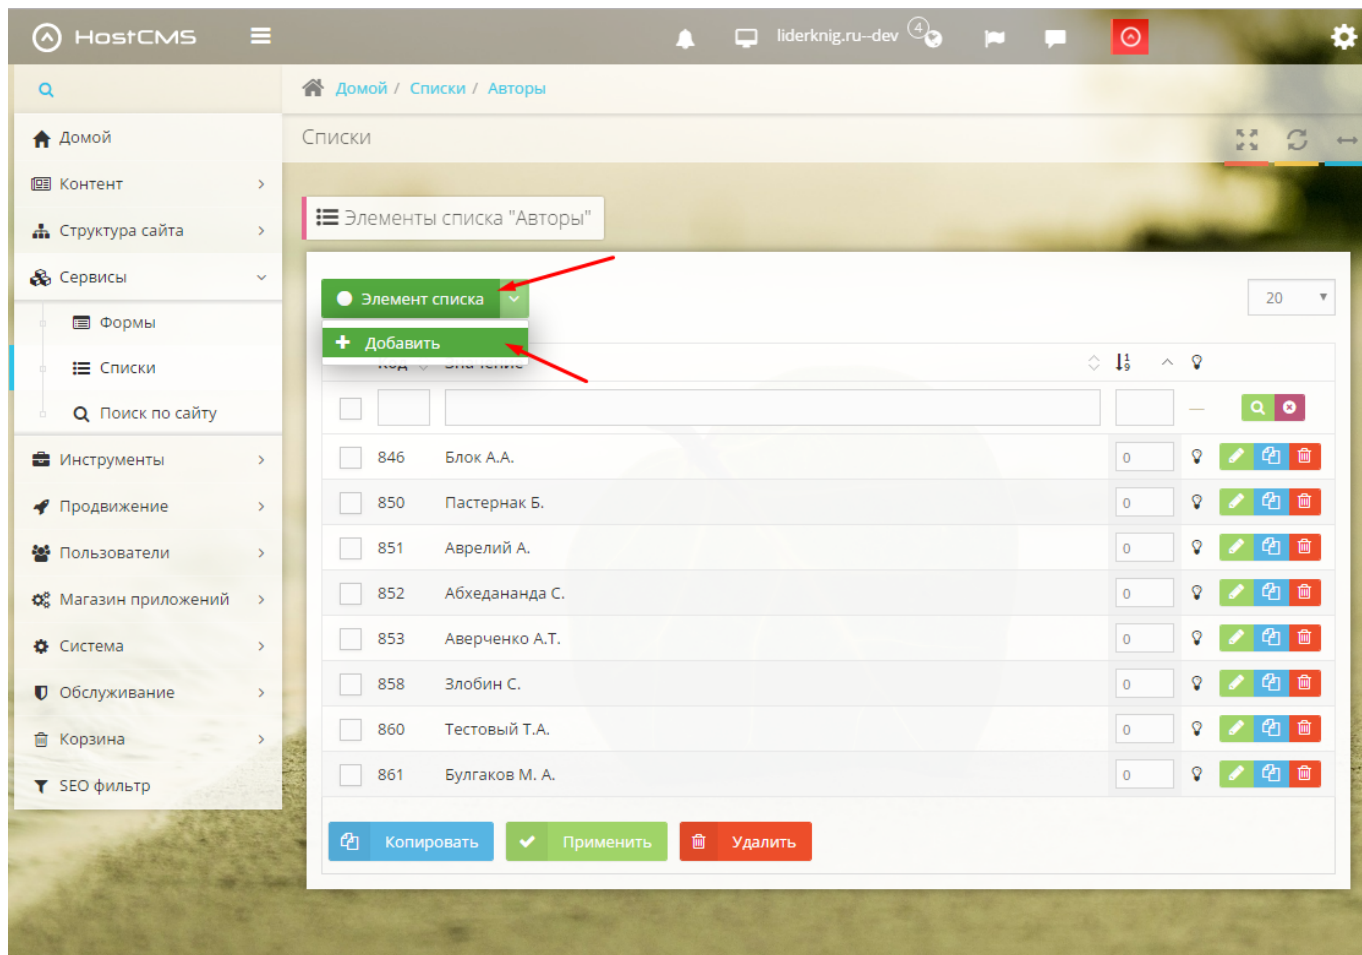 HostCMS
liderknig.ru--dev 4
Домой / Списки / Авторы
Домой
Списки
Контент
Структура сайта
Элементы списка "Авторы"
Сервисы
Элемент списка
20
Формы
Добавить
Списки
Код Значение
Поиск по сайту
Инструменты
846 Блок А.А. 0
Продвижение
850 Пастернак Б. 0
Пользователи
851 Аврелий А. 0
Магазин приложений
852 Абхедананда С. 0
Система
853 Аверченко А.Т. 0
Обслуживание
858 Злобин С. 0
Корзина
860 Тестовый Т.А. 0
SEO фильтр
861 Булгаков М. А. 0
Копировать Применить Удалить